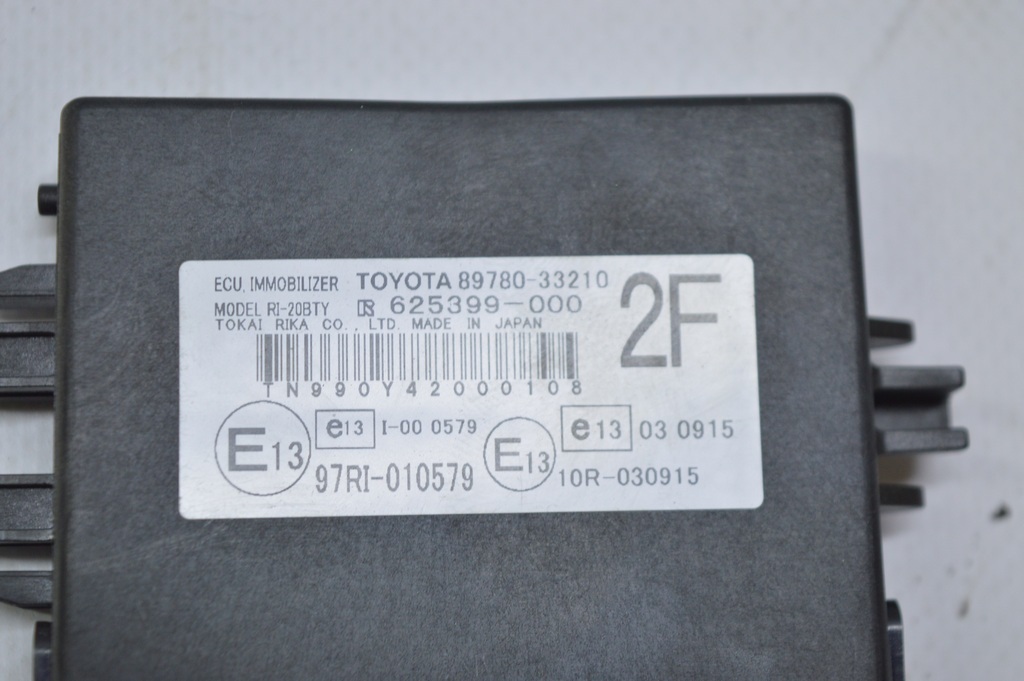 ECU, IMMOBILIZER TOYOTA 89780-33210
MODEL RI-20BTY R 625399-000 2F
TOKAI RIKA CO., LTD. MADE IN JAPAN
TN990Y42000108
E13 e13 I-00 0579 E13 e13 03 0915
97RI-010579 10R-030915